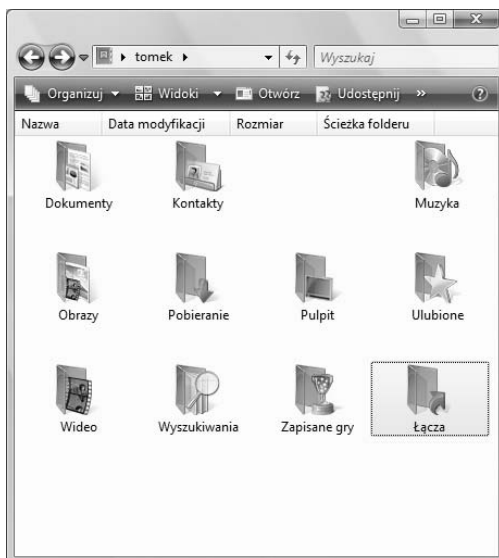 tomek
Wyszukaj
Organizuj Widoki Otwórz Udostępnij »
Nazwa Data modyfikacji Rozmiar Ścieżka folderu
Dokumenty Kontakty Muzyka
Obrazy Pobieranie Pulpit Ulubione
Wideo Wyszukiwania Zapisane gry Łącza